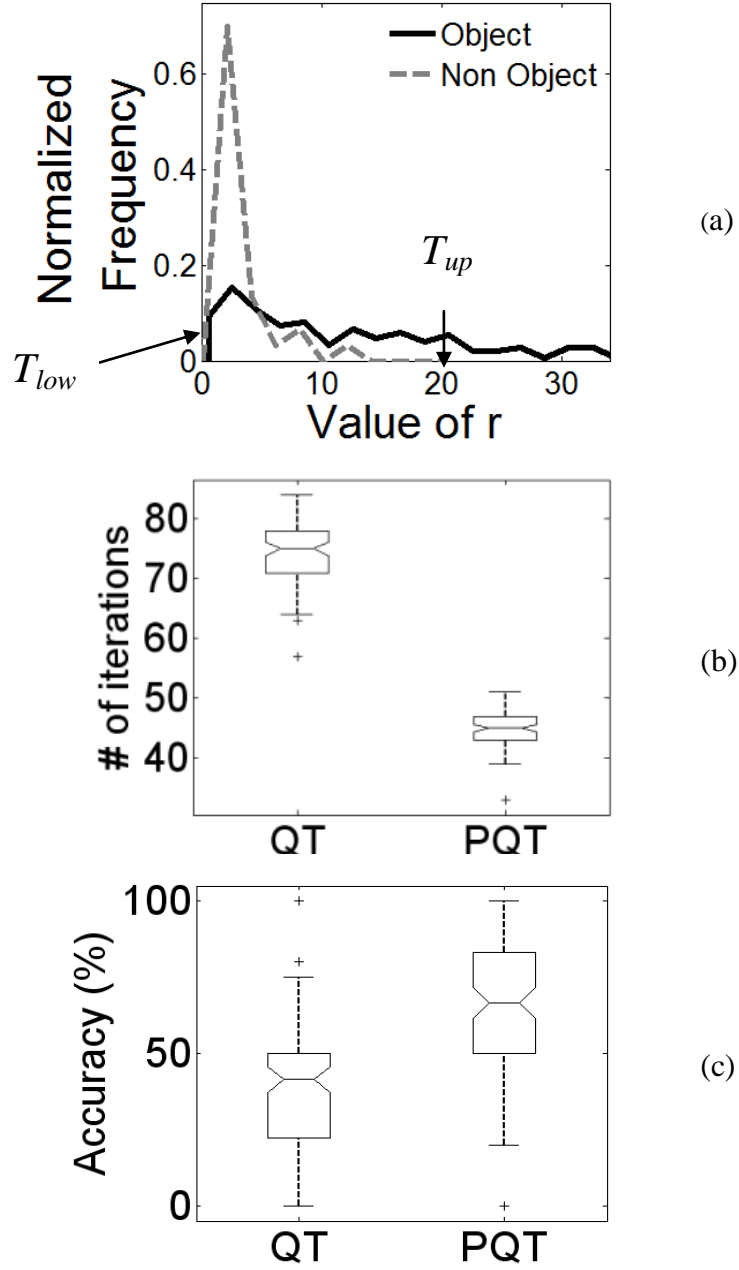 Object
Non Object
Normalized
Frequency
0.6
0.4
0.2
0
T_up
T_low
0
10
20
30
Value of r
(a)
# of iterations
80
70
60
50
40
QT
PQT
(b)
Accuracy (%)
100
50
0
QT
PQT
(c)